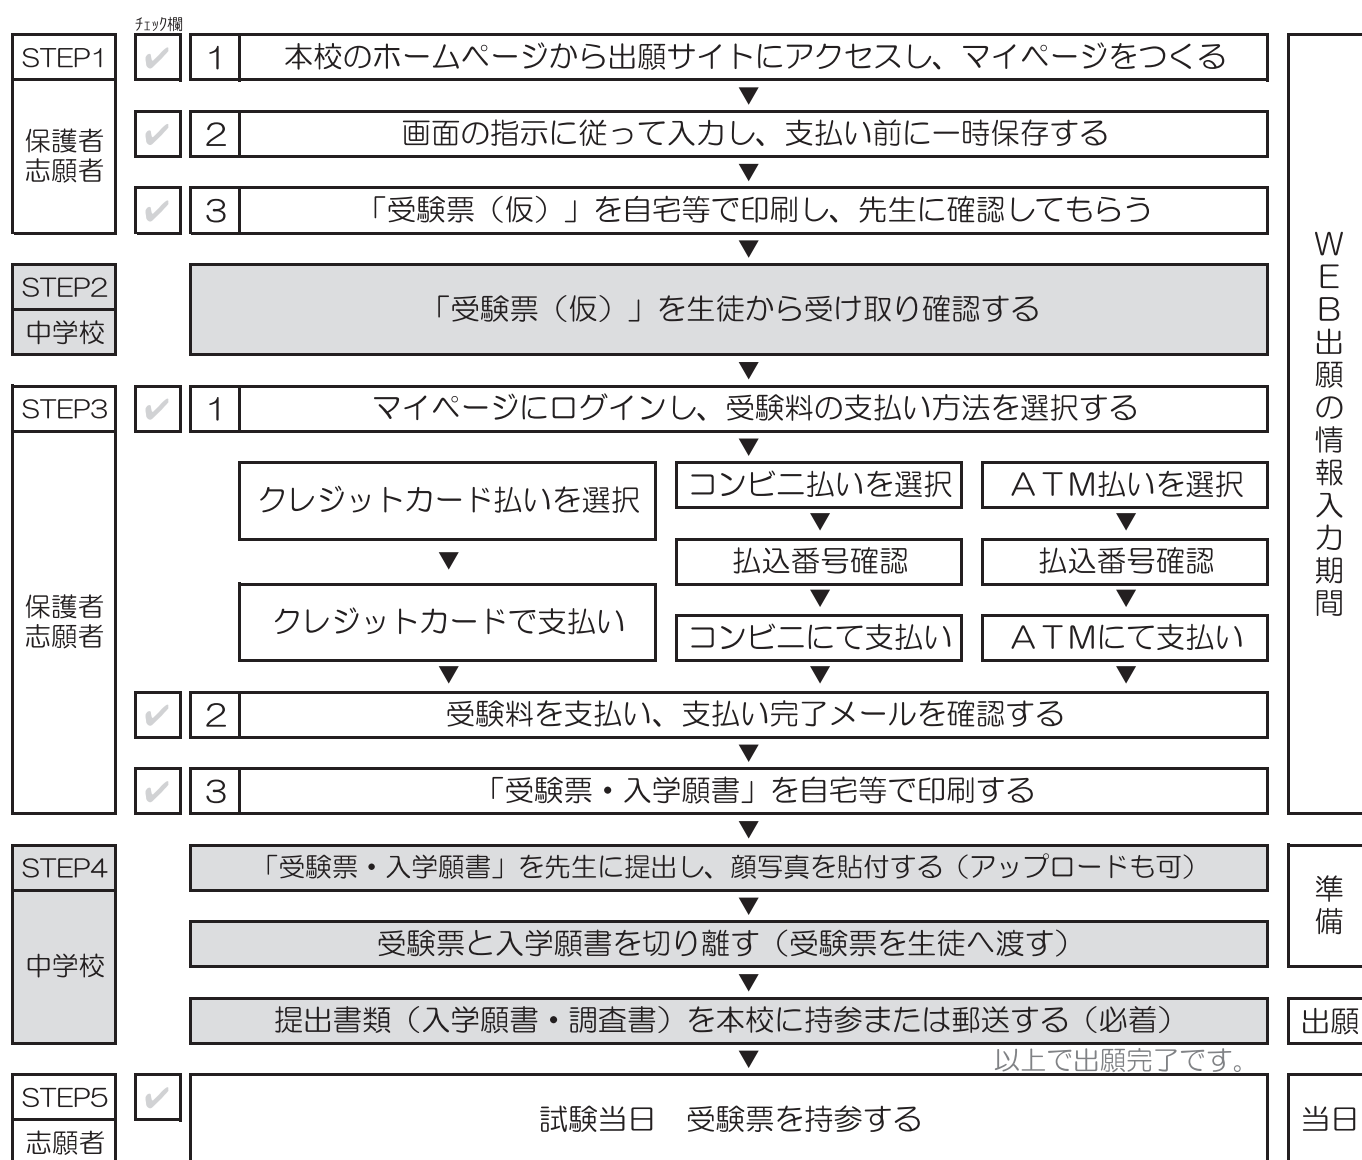 チェック欄
STEP1
保護者
志願者
✓
1
本校のホームページから出願サイトにアクセスし、マイページをつくる
▼
✓
2
画面の指示に従って入力し、支払い前に一時保存する
▼
✓
3
「受験票（仮）」を自宅等で印刷し、先生に確認してもらう
▼
STEP2
中学校
「受験票（仮）」を生徒から受け取り確認する
▼
STEP3
保護者
志願者
✓
1
マイページにログインし、受験料の支払い方法を選択する
▼
クレジットカード払いを選択
▼
クレジットカードで支払い
▼
コンビニ払いを選択
▼
払込番号確認
▼
コンビニにて支払い
▼
ATM払いを選択
▼
払込番号確認
▼
ATMにて支払い
▼
✓
2
受験料を支払い、支払い完了メールを確認する
▼
✓
3
「受験票・入学願書」を自宅等で印刷する
▼
WEB出願の情報入力期間
STEP4
中学校
「受験票・入学願書」を先生に提出し、顔写真を貼付する（アップロードも可）
▼
受験票と入学願書を切り離す（受験票を生徒へ渡す）
▼
準備
提出書類（入学願書・調査書）を本校に持参または郵送する（必着）
出願
▼
以上で出願完了です。
STEP5
志願者
✓
試験当日　受験票を持参する
当日